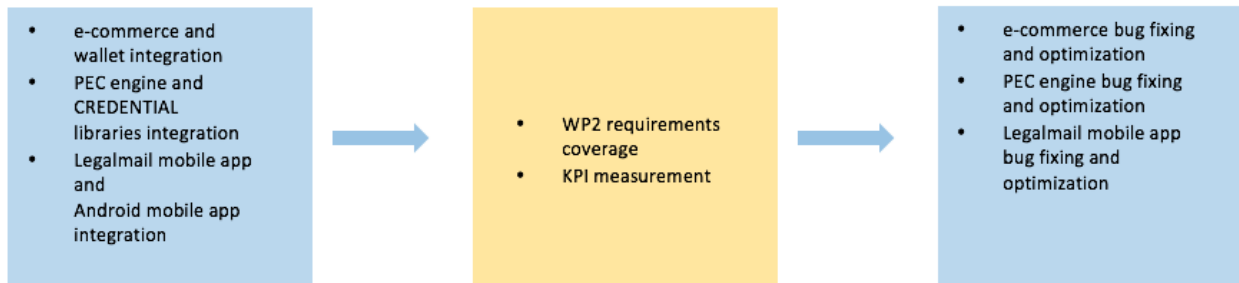 • e-commerce and
wallet integration
• PEC engine and
CREDENTIAL
libraries integration
• Legalmail mobile app
and
Android mobile app
integration
• WP2 requirements
coverage
• KPI measurement
• e-commerce bug fixing
and optimization
• PEC engine bug fixing
and optimization
• Legalmail mobile app
bug fixing and
optimization